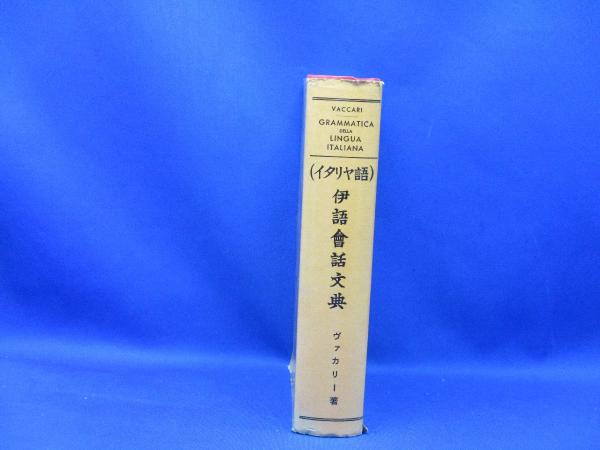 VACCARI
GRAMMATICA
DELLA
LINGUA
ITALIANA
(イタリヤ語)
伊語會話文典
ヴァカリー著